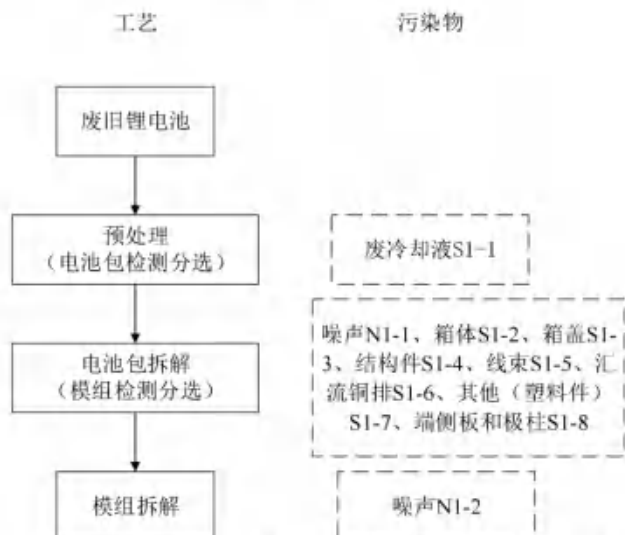 工艺
污染物
废旧锂电池
预处理
（电池包检测分选）
废冷却液S1-1
噪声N1-1、箱体S1-2、箱盖S1-
3、结构件S1-4、线束S1-5、汇
流铜排S1-6、其他（塑料件）
S1-7、端侧板和极柱S1-8
电池包拆解
（模组检测分选）
模组拆解
噪声N1-2